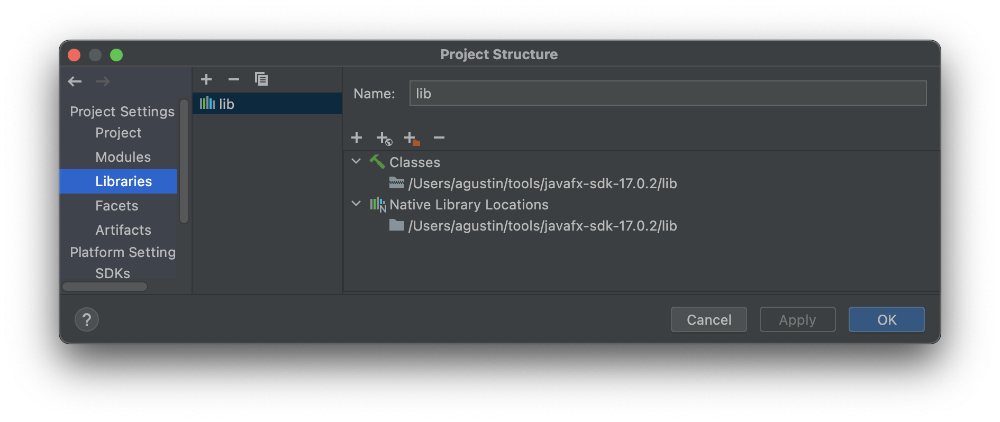 Project Structure
Project Settings
Project
Modules
Libraries
Facets
Artifacts
Platform Setting
SDKs
lib
Name: lib
Classes
/Users/agustin/tools/javafx-sdk-17.0.2/lib
Native Library Locations
/Users/agustin/tools/javafx-sdk-17.0.2/lib
?
Cancel
Apply
OK